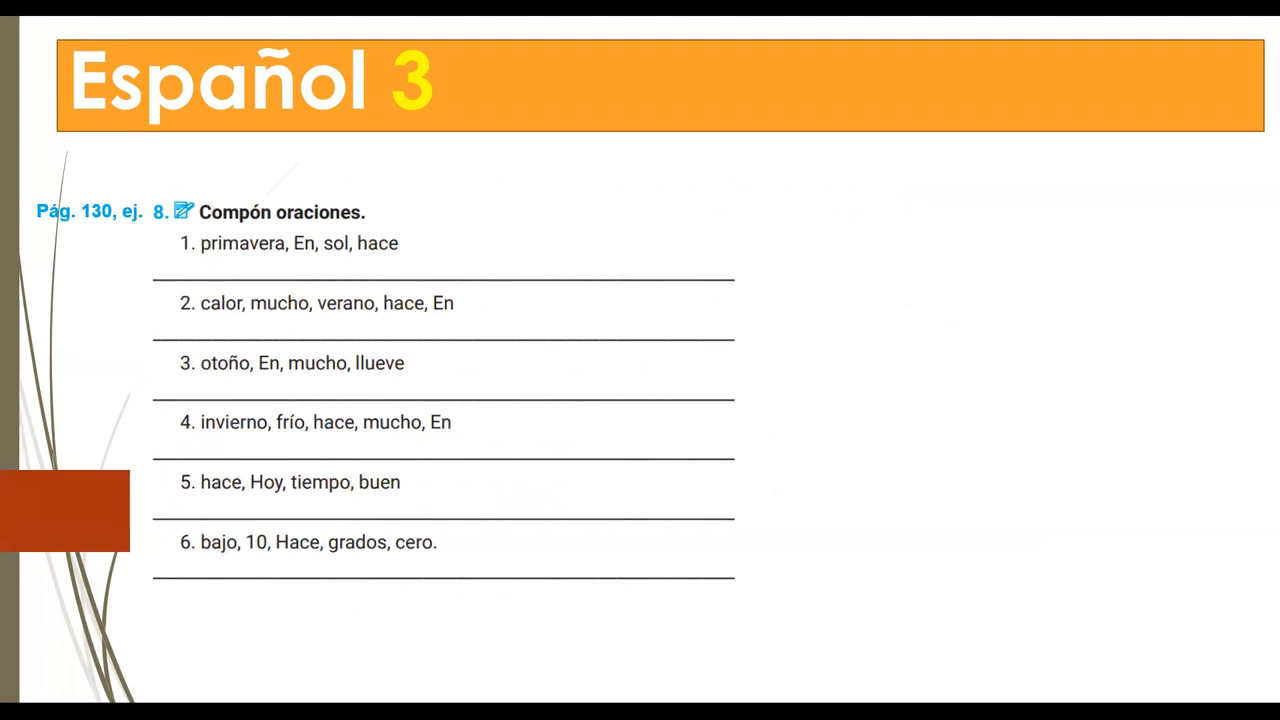 Español 3
Pág. 130, ej. 8. Compón oraciones.
1. primavera, En, sol, hace
2. calor, mucho, verano, hace, En
3. otoño, En, mucho, llueve
4. invierno, frío, hace, mucho, En
5. hace, Hoy, tiempo, buen
6. bajo, 10, Hace, grados, cero.